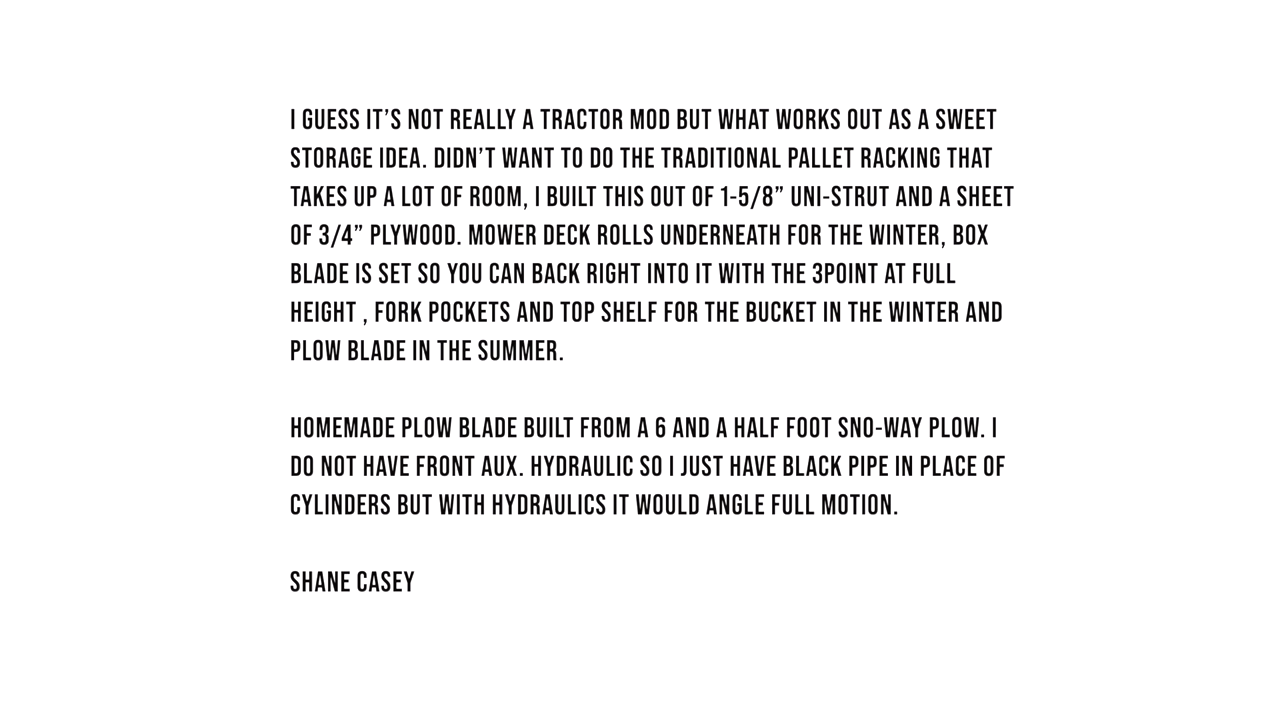 I GUESS IT’S NOT REALLY A TRACTOR MOD BUT WHAT WORKS OUT AS A SWEET
STORAGE IDEA. DIDN’T WANT TO DO THE TRADITIONAL PALLET RACKING THAT
TAKES UP A LOT OF ROOM, I BUILT THIS OUT OF 1-5/8” UNI-STRUT AND A SHEET
OF 3/4” PLYWOOD. MOWER DECK ROLLS UNDERNEATH FOR THE WINTER, BOX
BLADE IS SET SO YOU CAN BACK RIGHT INTO IT WITH THE 3POINT AT FULL
HEIGHT , FORK POCKETS AND TOP SHELF FOR THE BUCKET IN THE WINTER AND
PLOW BLADE IN THE SUMMER.
HOMEMADE PLOW BLADE BUILT FROM A 6 AND A HALF FOOT SNO-WAY PLOW. I
DO NOT HAVE FRONT AUX. HYDRAULIC SO I JUST HAVE BLACK PIPE IN PLACE OF
CYLINDERS BUT WITH HYDRAULICS IT WOULD ANGLE FULL MOTION.
SHANE CASEY